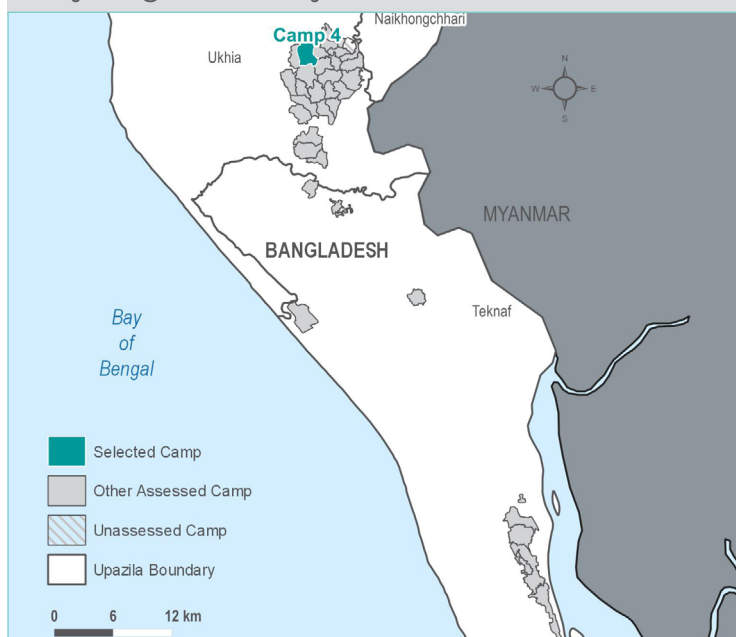 Naikhongchhari
Camp 4
Ukhia
N
W E
S
MYANMAR
BANGLADESH
Teknaf
Bay
of
Bengal
Selected Camp
Other Assessed Camp
Unassessed Camp
Upazila Boundary
0 6 12 km